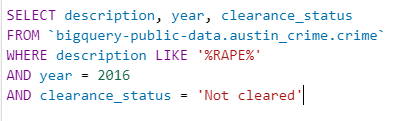 SELECT description, year, clearance_status
FROM `bigquery-public-data.austin_crime.crime`
WHERE description LIKE '%RAPE%'
AND year = 2016
AND clearance_status = 'Not cleared'